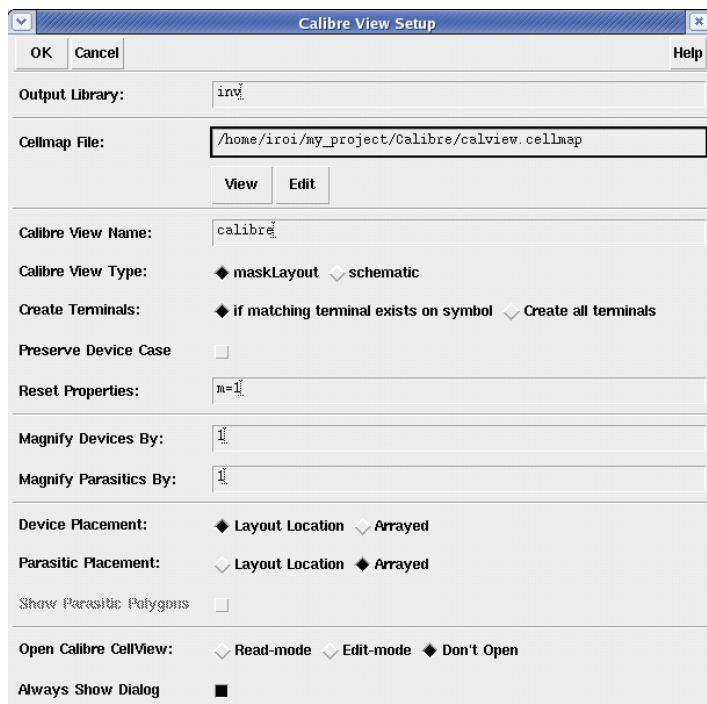 Calibre View Setup
OK Cancel Help
Output Library: inv
Cellmap File: /home/iroi/my_project/Calibre/calview.cellmap
View Edit
Calibre View Name: calibre
Calibre View Type: maskLayout schematic
Create Terminals: if matching terminal exists on symbol Create all terminals
Preserve Device Case
Reset Properties: m=1
Magnify Devices By: 1
Magnify Parasitics By: 1
Device Placement: Layout Location Arrayed
Parasitic Placement: Layout Location Arrayed
Show Parasitic Polygons
Open Calibre CellView: Read-mode Edit-mode Don't Open
Always Show Dialog